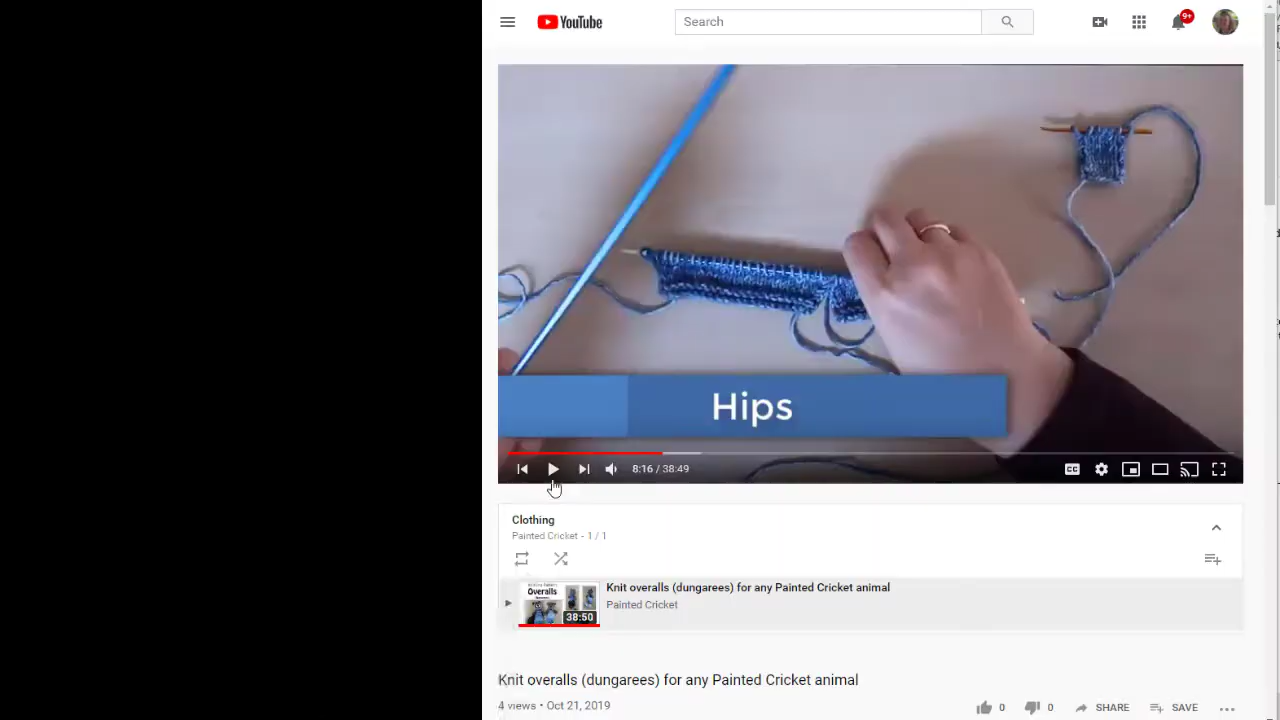 YouTube
Search
9+
Hips
8:16 / 38:49
CC
Clothing
Painted Cricket - 1 / 1
Overalls
38:50
Knit overalls (dungarees) for any Painted Cricket animal
Painted Cricket
Knit overalls (dungarees) for any Painted Cricket animal
4 views • Oct 21, 2019
0
0
SHARE
SAVE